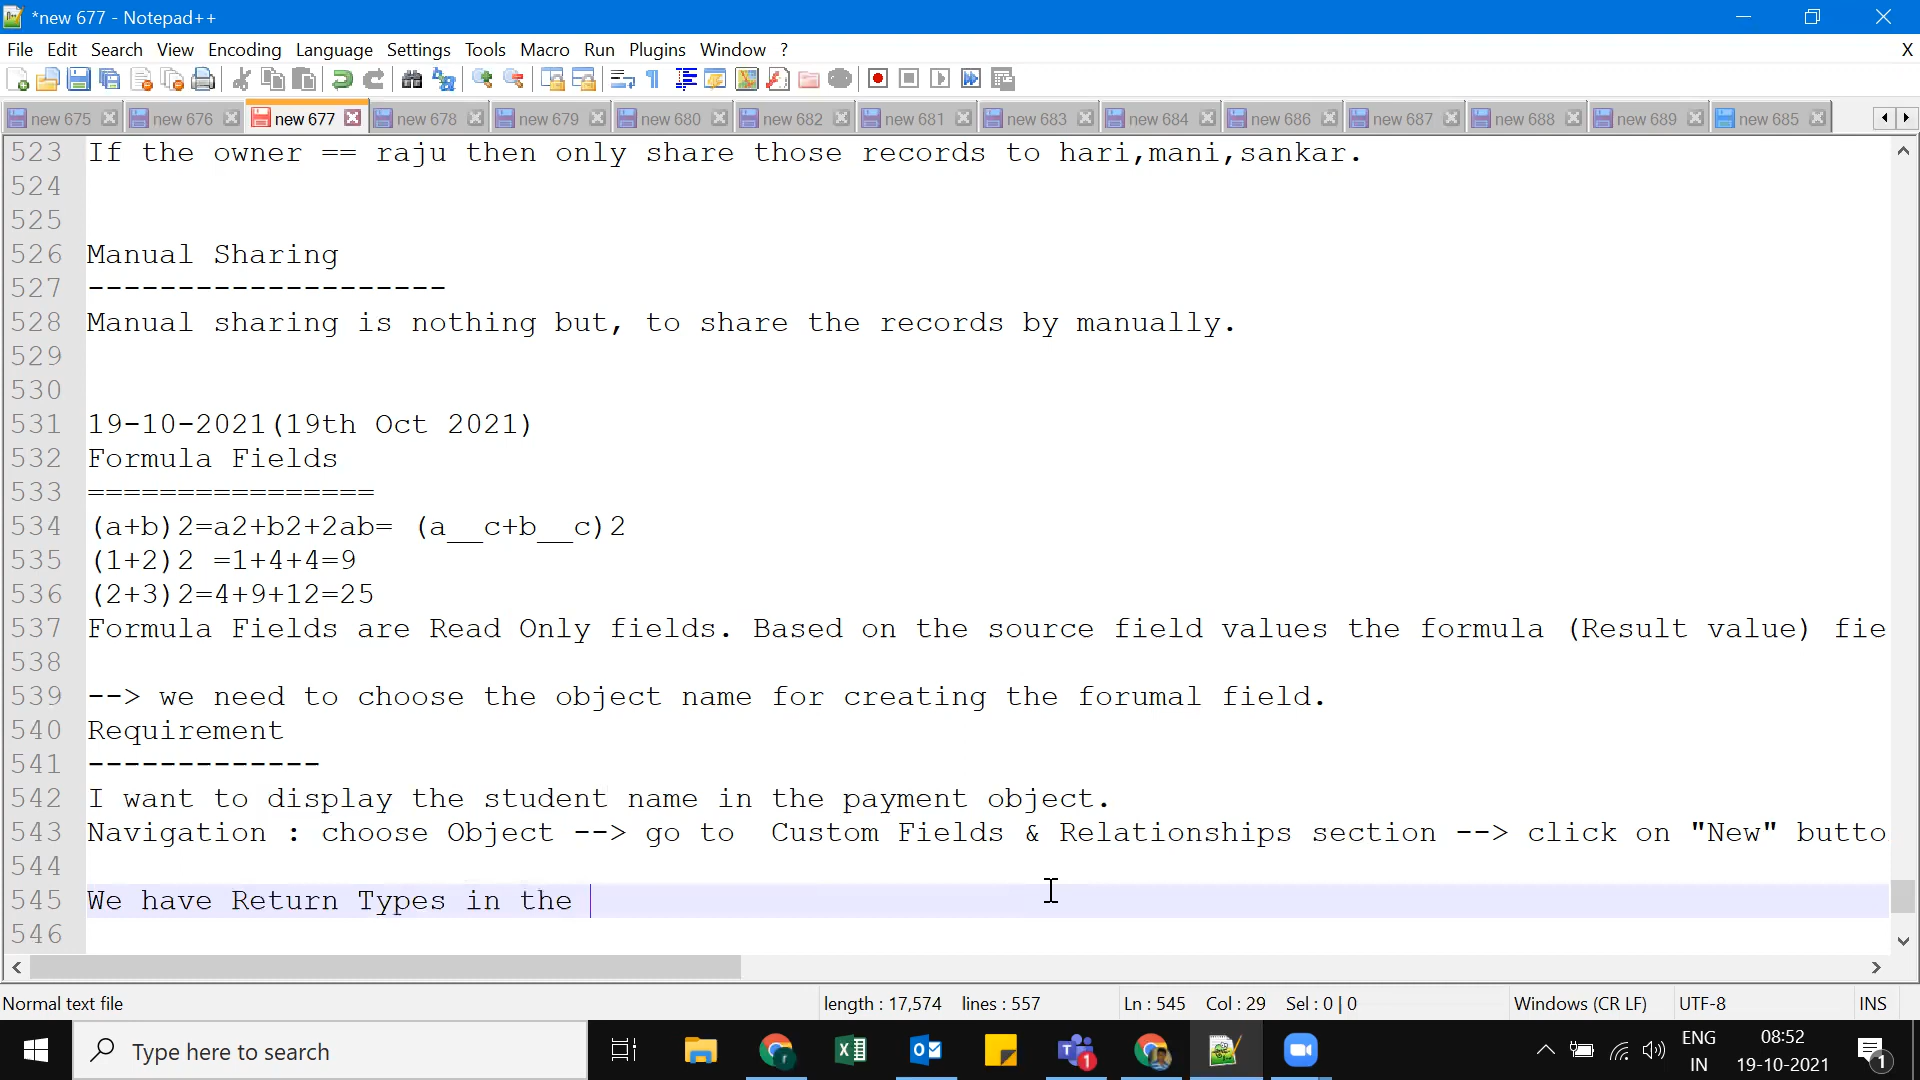 *new 677 - Notepad++
File Edit Search View Encoding Language Settings Tools Macro Run Plugins Window ? X
new 675 new 676 new 677 new 678 new 679 new 680 new 682 new 681 new 683 new 684 new 686 new 687 new 688 new 689 new 685
523 If the owner == raju then only share those records to hari,mani,sankar.
524
525
526 Manual Sharing
527 --------------------
528 Manual sharing is nothing but, to share the records by manually.
529
530
531 19-10-2021(19th Oct 2021)
532 Formula Fields
533 ================
534 (a+b)2=a2+b2+2ab= (a__c+b__c)2
535 (1+2)2 =1+4+4=9
536 (2+3)2=4+9+12=25
537 Formula Fields are Read Only fields. Based on the source field values the formula (Result value) fie
538
539 --> we need to choose the object name for creating the forumal field.
540 Requirement
541 -------------
542 I want to display the student name in the payment object.
543 Navigation : choose Object --> go to  Custom Fields & Relationships section --> click on "New" butto
544
545 We have Return Types in the
546
Normal text file length : 17,574 lines : 557 Ln : 545 Col : 29 Sel : 0 | 0 Windows (CR LF) UTF-8 INS
Type here to search
ENG
IN
08:52
19-10-2021
1
1